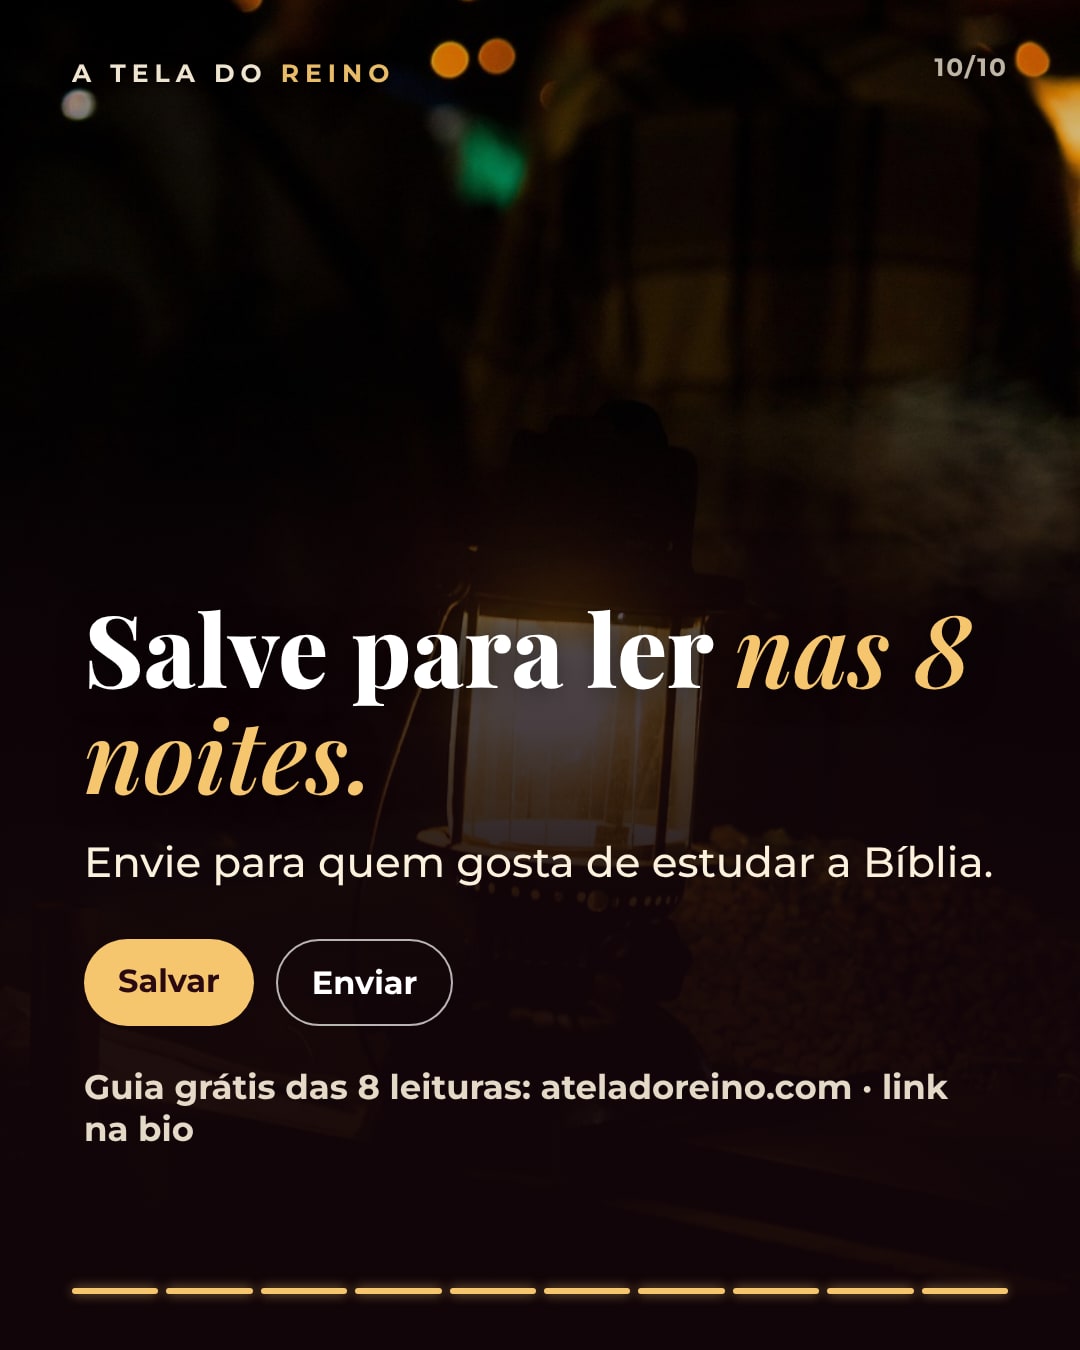 A TELA DO REINO
10/10
Salve para ler nas 8
noites.
Envie para quem gosta de estudar a Bíblia.
Salvar
Enviar
Guia grátis das 8 leituras: ateladoreino.com · link
na bio